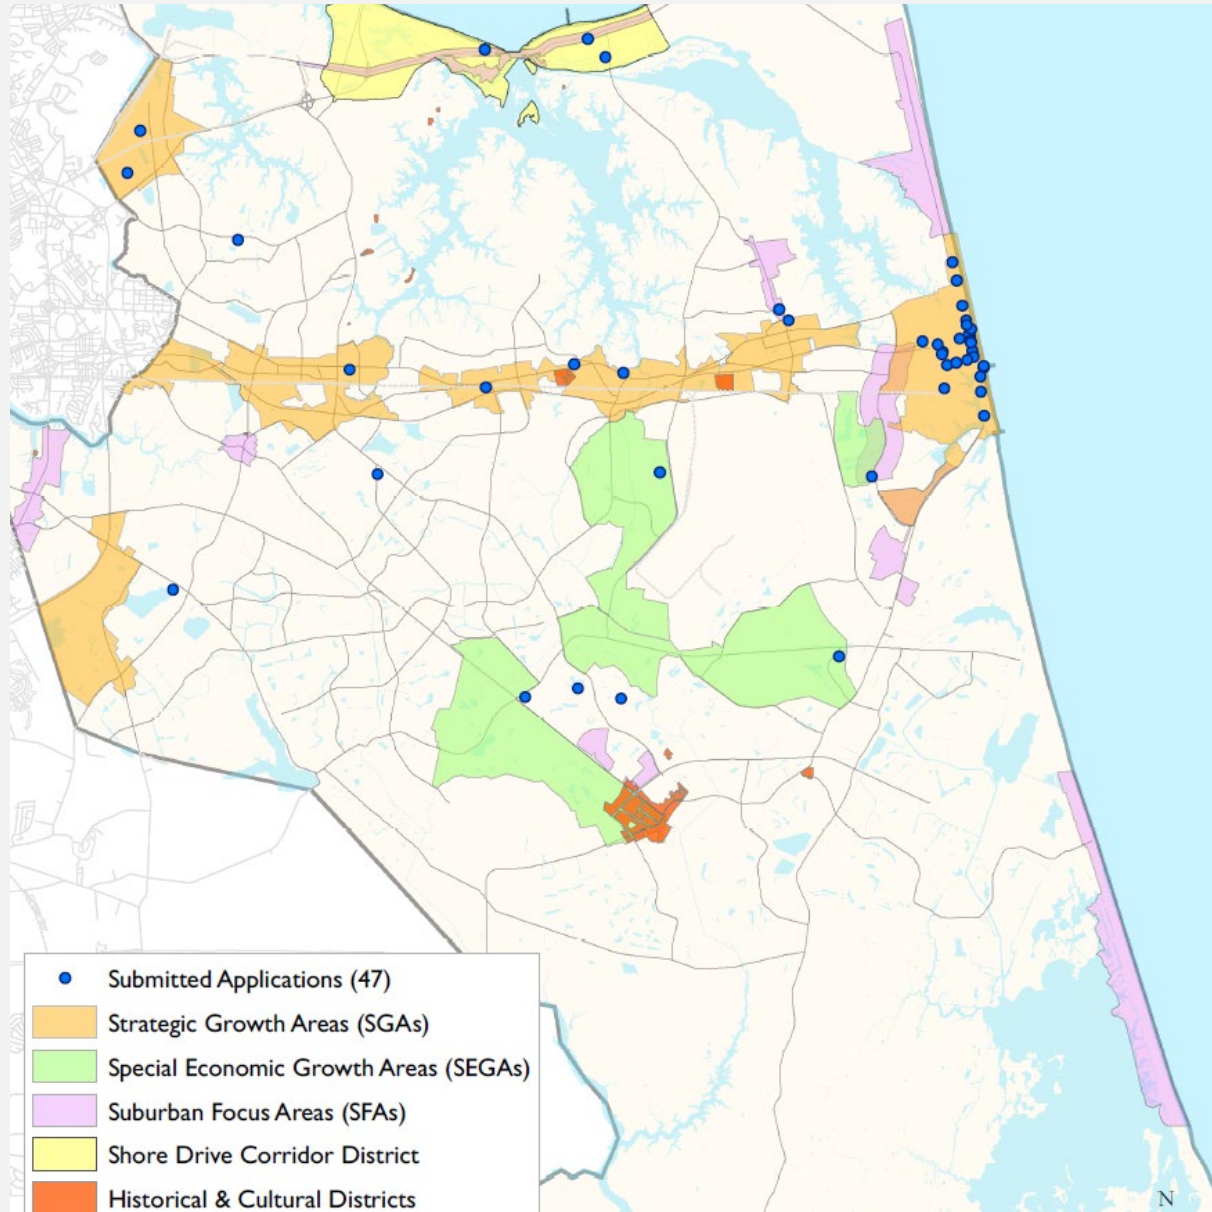 Submitted Applications (47)
Strategic Growth Areas (SGAs)
Special Economic Growth Areas (SEGAs)
Suburban Focus Areas (SFAs)
Shore Drive Corridor District
Historical & Cultural Districts
N